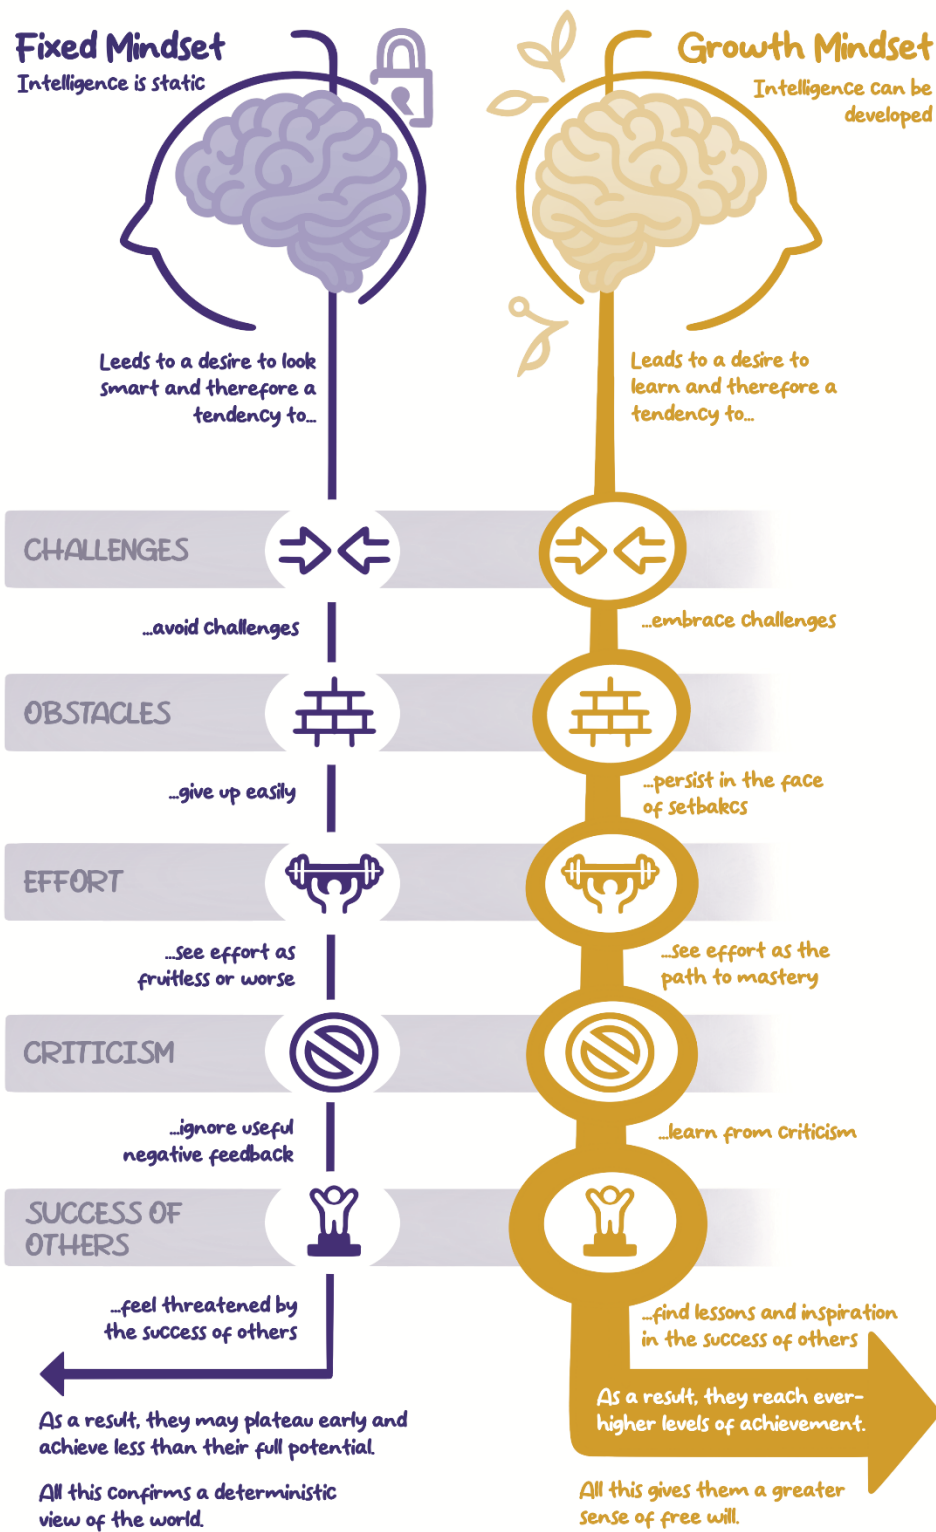 Fixed Mindset
Intelligence is static
Growth Mindset
Intelligence can be
developed
Leeds to a desire to look
smart and therefore a
tendency to...
Leads to a desire to
learn and therefore a
tendency to...
CHALLENGES
...avoid challenges
...embrace challenges
OBSTACLES
...give up easily
...persist in the face
of setbakcs
EFFORT
...see effort as
fruitless or worse
...see effort as the
path to mastery
CRITICISM
...ignore useful
negative feedback
...learn from criticism
SUCCESS OF
OTHERS
...feel threatened by
the success of others
...find lessons and inspiration
in the success of others
As a result, they may plateau early and
achieve less than their full potential.
All this confirms a deterministic
view of the world.
As a result, they reach ever-
higher levels of achievement.
All this gives them a greater
sense of free will.